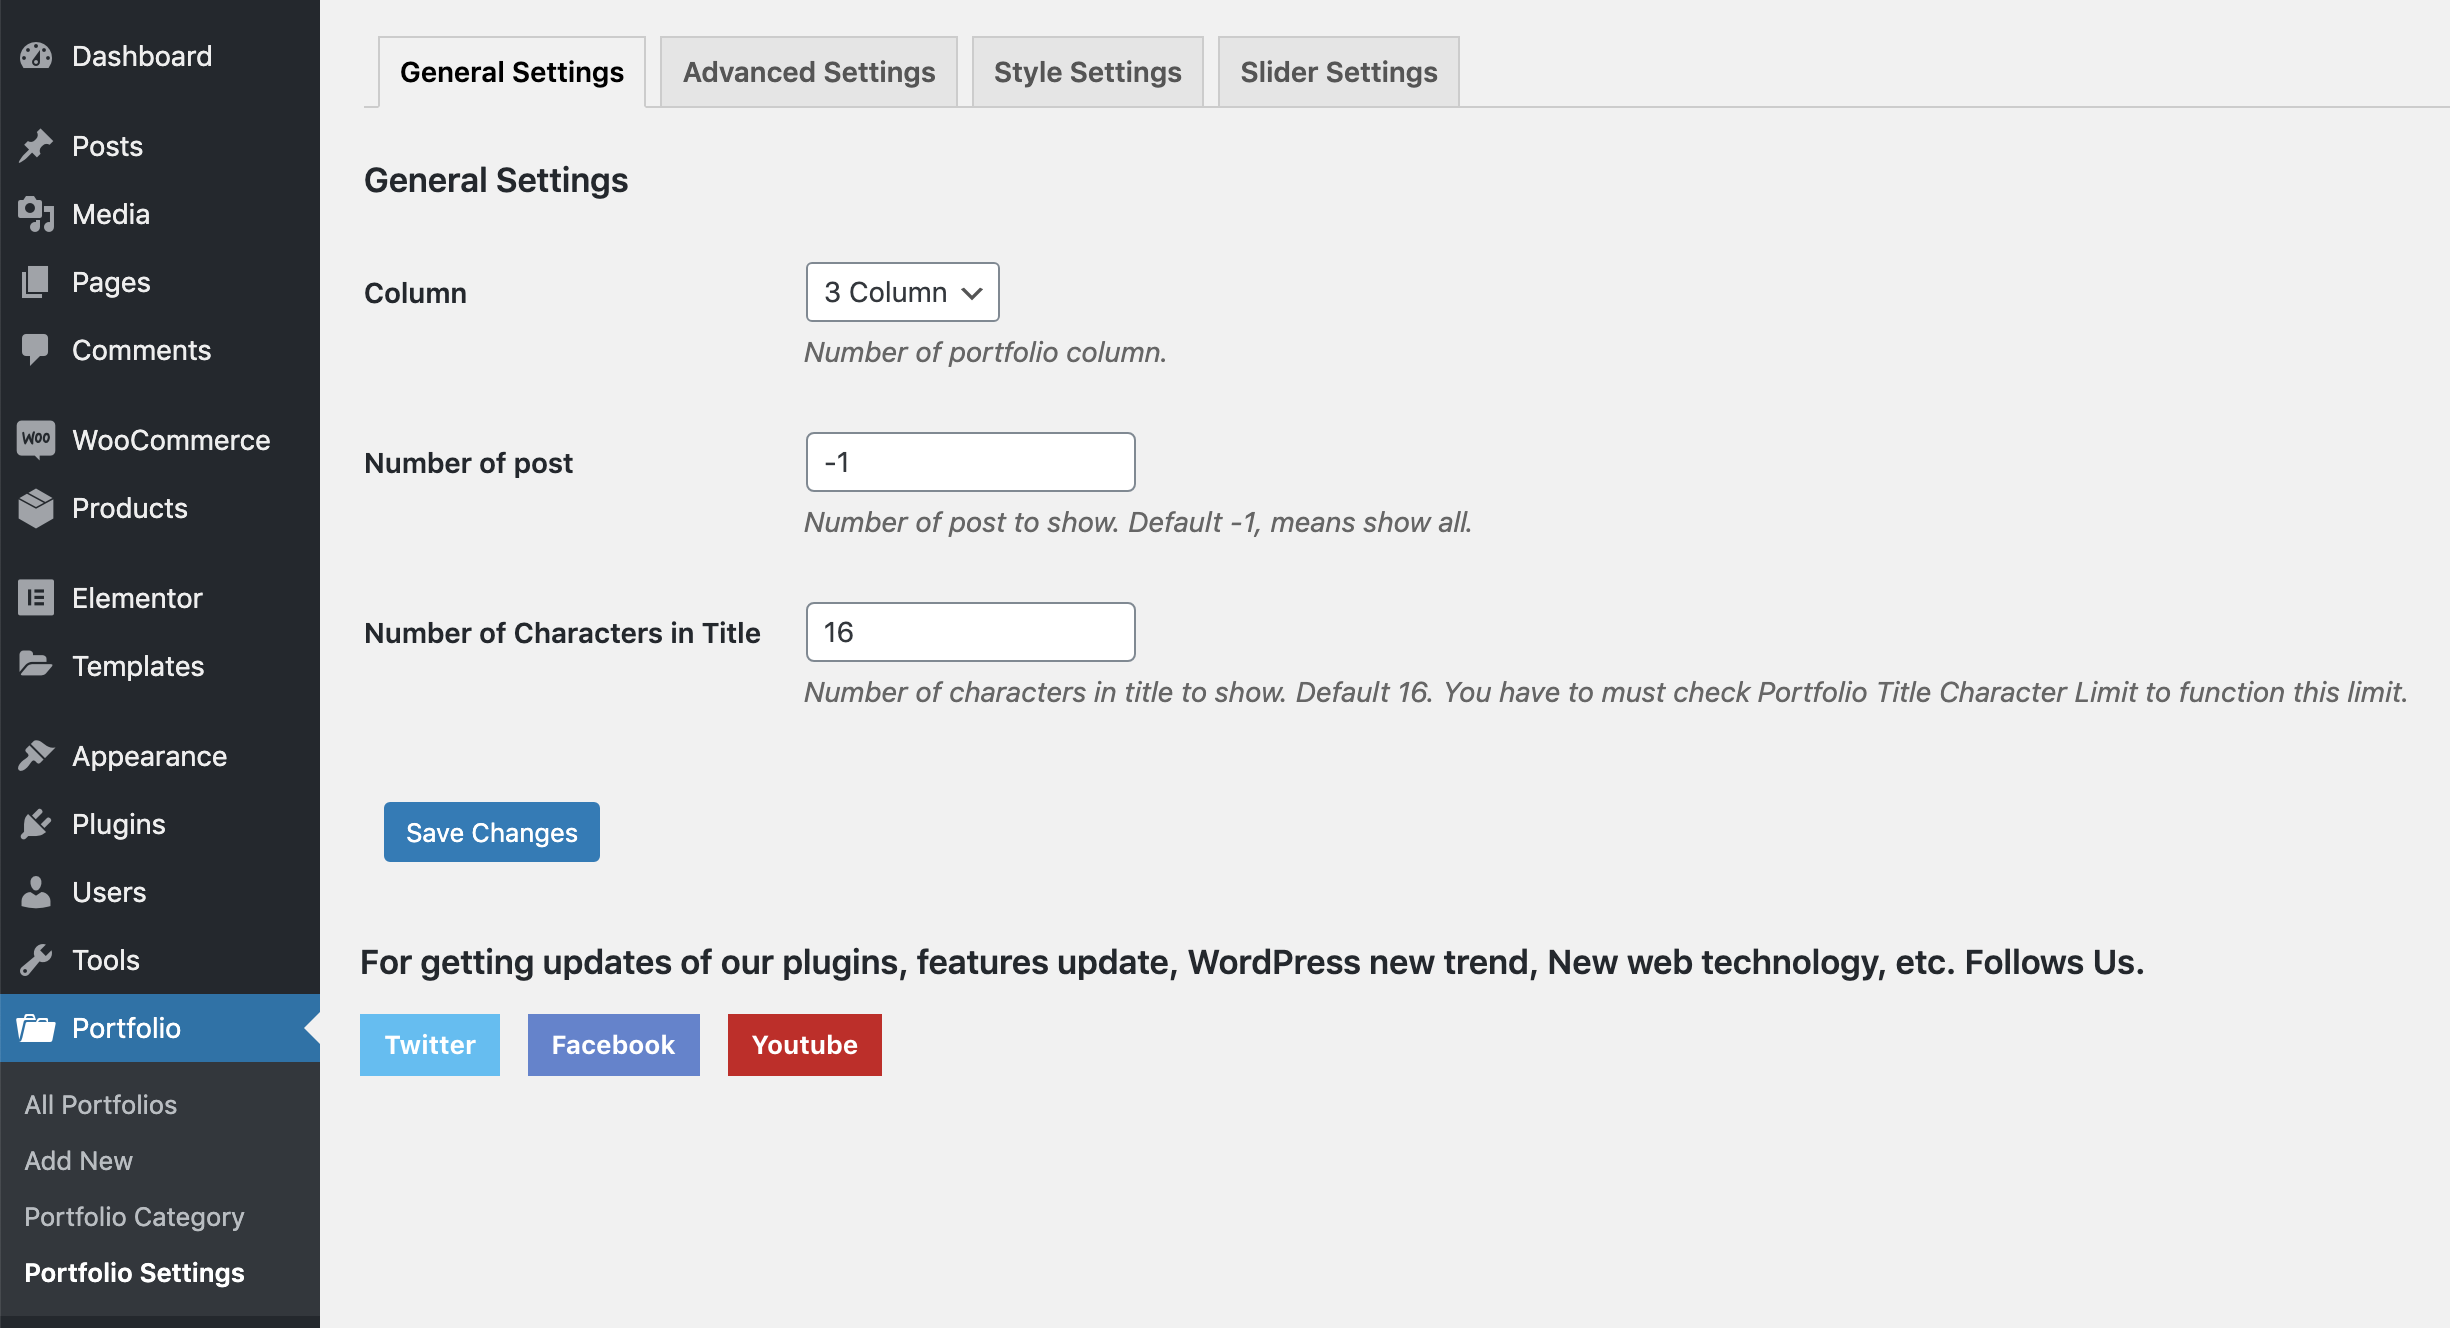 Dashboard
Posts
Media
Pages
Comments
Woo WooCommerce
Products
Elementor
Templates
Appearance
Plugins
Users
Tools
Portfolio
All Portfolios
Add New
Portfolio Category
Portfolio Settings
General Settings Advanced Settings Style Settings Slider Settings
General Settings
Column 3 Column
Number of portfolio column.
Number of post -1
Number of post to show. Default -1, means show all.
Number of Characters in Title 16
Number of characters in title to show. Default 16. You have to must check Portfolio Title Character Limit to function this limit.
Save Changes
For getting updates of our plugins, features update, WordPress new trend, New web technology, etc. Follows Us.
Twitter Facebook Youtube